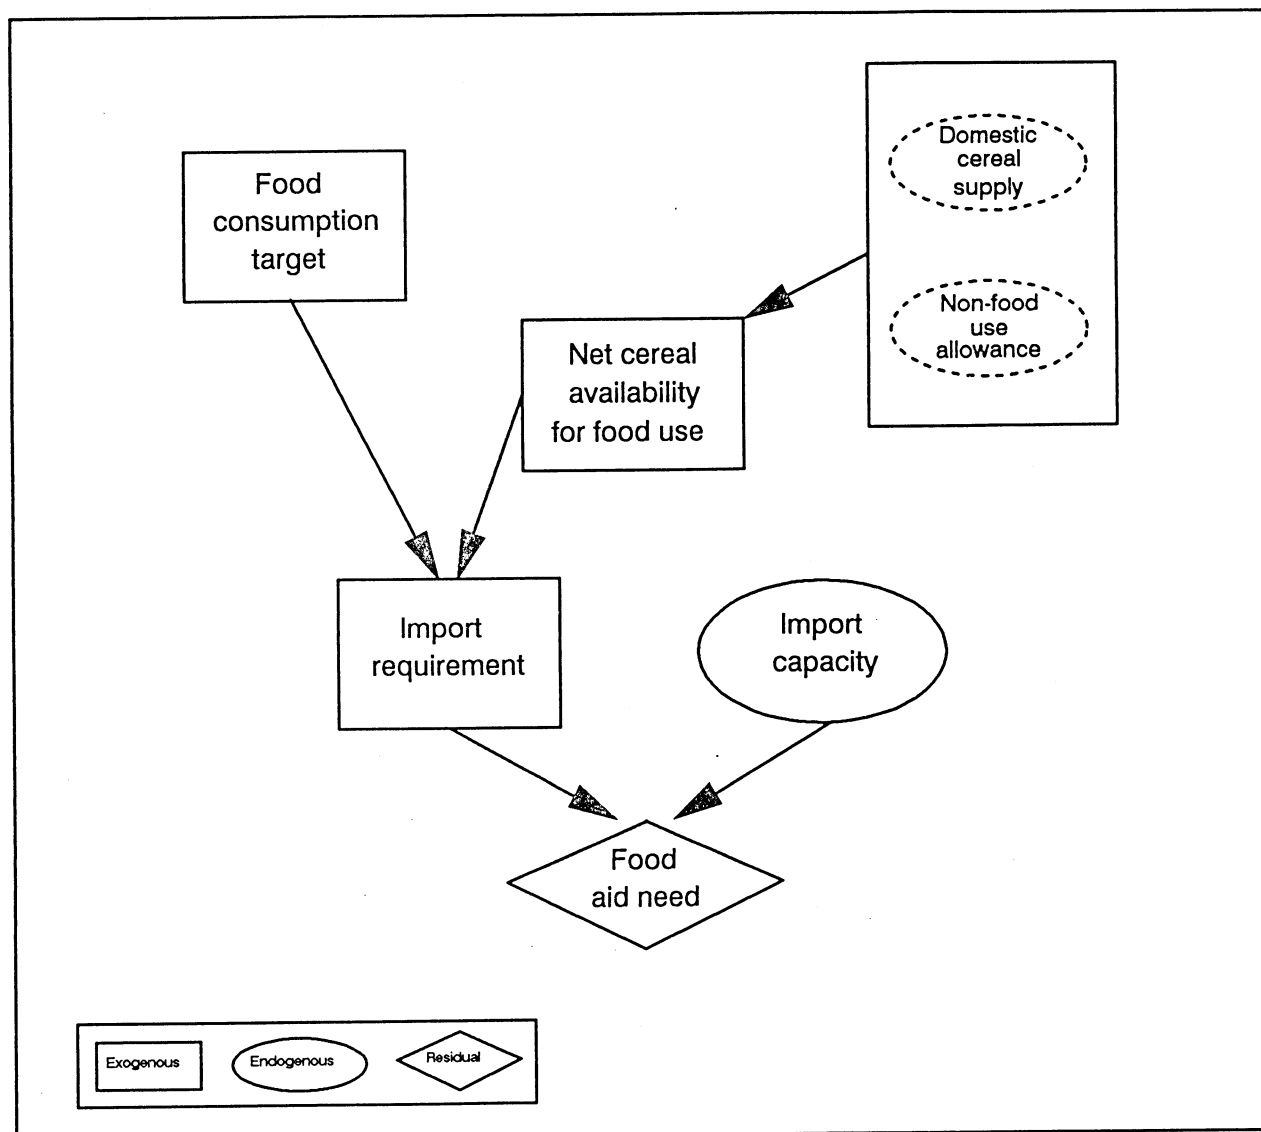 Food
consumption
target
Domestic
cereal
supply
Non-food
use
allowance
Net cereal
availability
for food use
Import
requirement
Import
capacity
Food
aid need
Exogenous
Endogenous
Residual